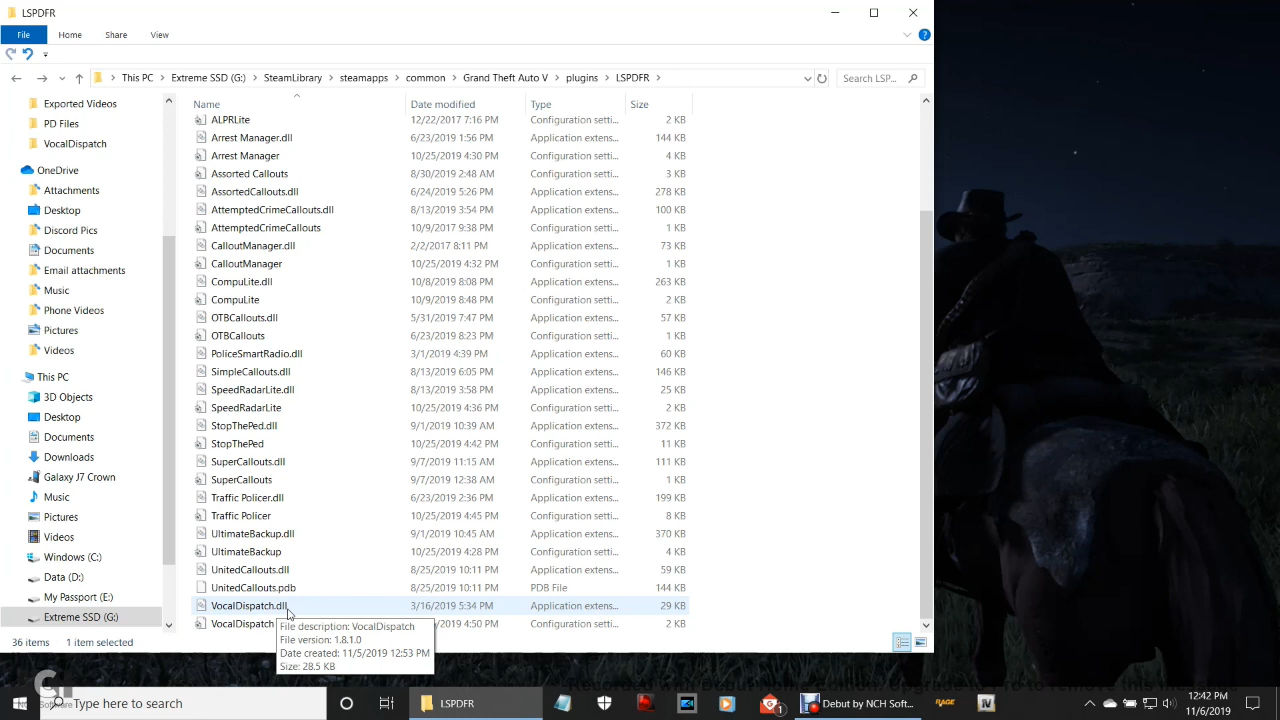 LSPDFR
File Home Share View
This PC Extreme SSD (G:) SteamLibrary steamapps common Grand Theft Auto V plugins LSPDFR
Search LSP...
Exported Videos
PD Files
VocalDispatch
OneDrive
Attachments
Desktop
Discord Pics
Documents
Email attachments
Music
Phone Videos
Pictures
Videos
This PC
3D Objects
Desktop
Documents
Downloads
Galaxy J7 Crown
Music
Pictures
Videos
Windows (C:)
Data (D:)
My Passport (E:)
Extreme SSD (G:)
Name Date modified Type Size
ALPRLite 12/22/2017 7:16 PM Configuration setti... 2 KB
Arrest Manager.dll 6/23/2019 1:56 PM Application extens... 144 KB
Arrest Manager 10/25/2019 4:30 PM Configuration setti... 4 KB
Assorted Callouts 8/30/2019 2:48 AM Configuration setti... 3 KB
AssortedCallouts.dll 6/24/2019 5:26 PM Application extens... 278 KB
AttemptedCrimeCallouts.dll 8/13/2019 3:54 PM Application extens... 100 KB
AttemptedCrimeCallouts 10/9/2017 9:38 PM Configuration setti... 1 KB
CalloutManager.dll 2/2/2017 8:11 PM Application extens... 73 KB
CalloutManager 10/25/2019 4:32 PM Configuration setti... 1 KB
CompuLite.dll 10/8/2019 8:08 PM Application extens... 263 KB
CompuLite 10/9/2019 8:48 PM Configuration setti... 2 KB
OTBCallouts.dll 5/31/2019 7:47 PM Application extens... 57 KB
OTBCallouts 6/23/2019 8:23 PM Configuration setti... 1 KB
PoliceSmartRadio.dll 3/1/2019 4:39 PM Application extens... 60 KB
SimpleCallouts.dll 8/13/2019 6:05 PM Application extens... 146 KB
SpeedRadarLite.dll 8/13/2019 3:58 PM Application extens... 25 KB
SpeedRadarLite 10/25/2019 4:36 PM Configuration setti... 2 KB
StopThePed.dll 9/1/2019 10:39 AM Application extens... 372 KB
StopThePed 10/25/2019 4:42 PM Configuration setti... 11 KB
SuperCallouts.dll 9/7/2019 11:15 AM Application extens... 111 KB
SuperCallouts 9/7/2019 12:38 AM Configuration setti... 1 KB
Traffic Policer.dll 6/23/2019 2:36 PM Application extens... 199 KB
Traffic Policer 10/25/2019 4:45 PM Configuration setti... 8 KB
UltimateBackup.dll 9/1/2019 10:45 AM Application extens... 370 KB
UltimateBackup 10/25/2019 4:28 PM Configuration setti... 4 KB
UnitedCallouts.dll 8/25/2019 10:11 PM Application extens... 59 KB
UnitedCallouts.pdb 8/25/2019 10:11 PM PDB File 144 KB
VocalDispatch.dll 3/16/2019 5:34 PM Application extens... 29 KB
VocalDispatch /2019 4:50 PM Configuration setti... 2 KB
File description: VocalDispatch
File version: 1.8.1.0
Date created: 11/5/2019 12:53 PM
Size: 28.5 KB
36 items 1 item selected
Type here to search
LSPDFR
Debut by NCH Soft...
RAGE
12:42 PM
11/6/2019